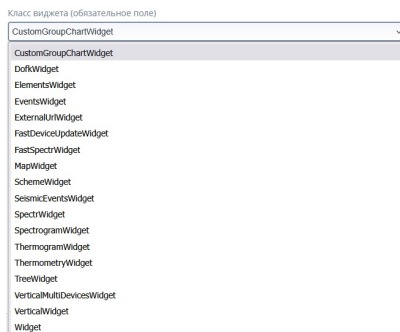 Класс виджета (обязательное поле)
CustomGroupChartWidget
CustomGroupChartWidget
DofkWidget
ElementsWidget
EventsWidget
ExternalUrlWidget
FastDeviceUpdateWidget
FastSpectrWidget
MapWidget
SchemeWidget
SeismicEventsWidget
SpectrWidget
SpectrogramWidget
ThermogramWidget
ThermometryWidget
TreeWidget
VerticalMultiDevicesWidget
VerticalWidget
Widget